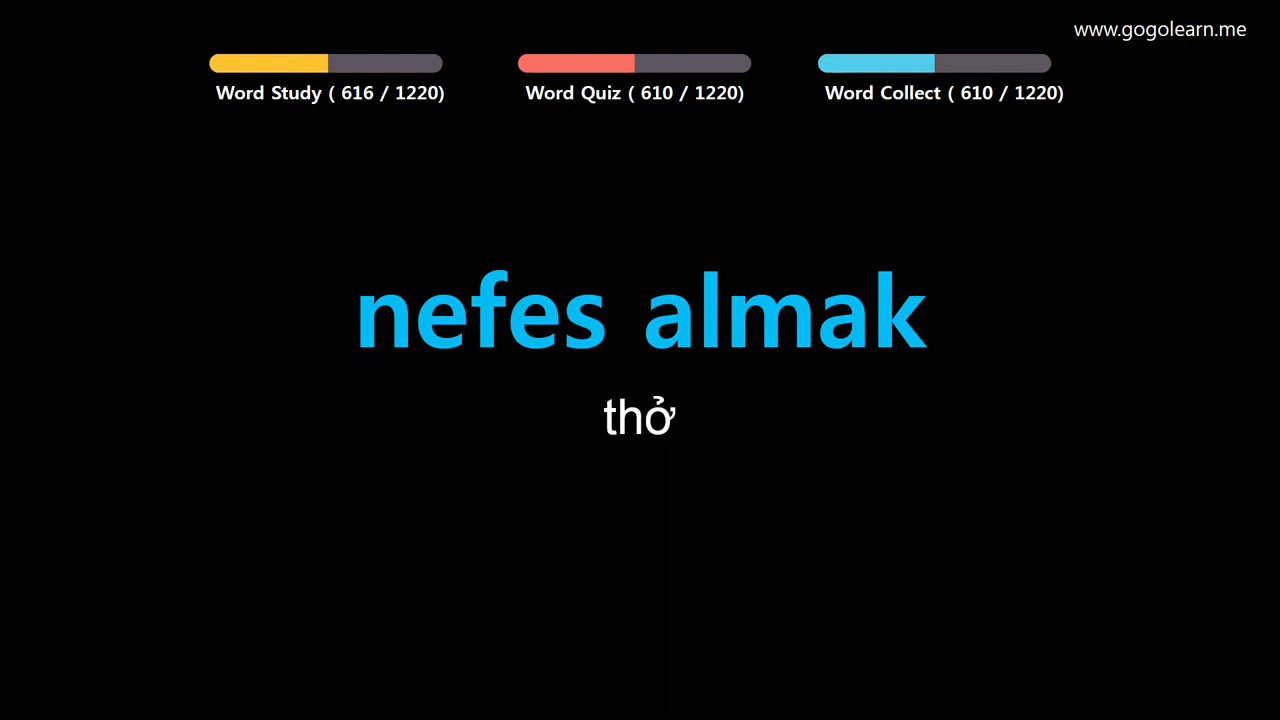 www.gogolearn.me
Word Study ( 616 / 1220)
Word Quiz ( 610 / 1220)
Word Collect ( 610 / 1220)
nefes almak
thở